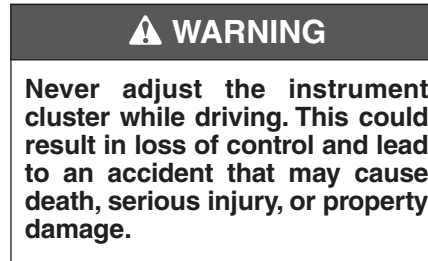 WARNING
Never adjust the instrument
cluster while driving. This could
result in loss of control and lead
to an accident that may cause
death, serious injury, or property
damage.